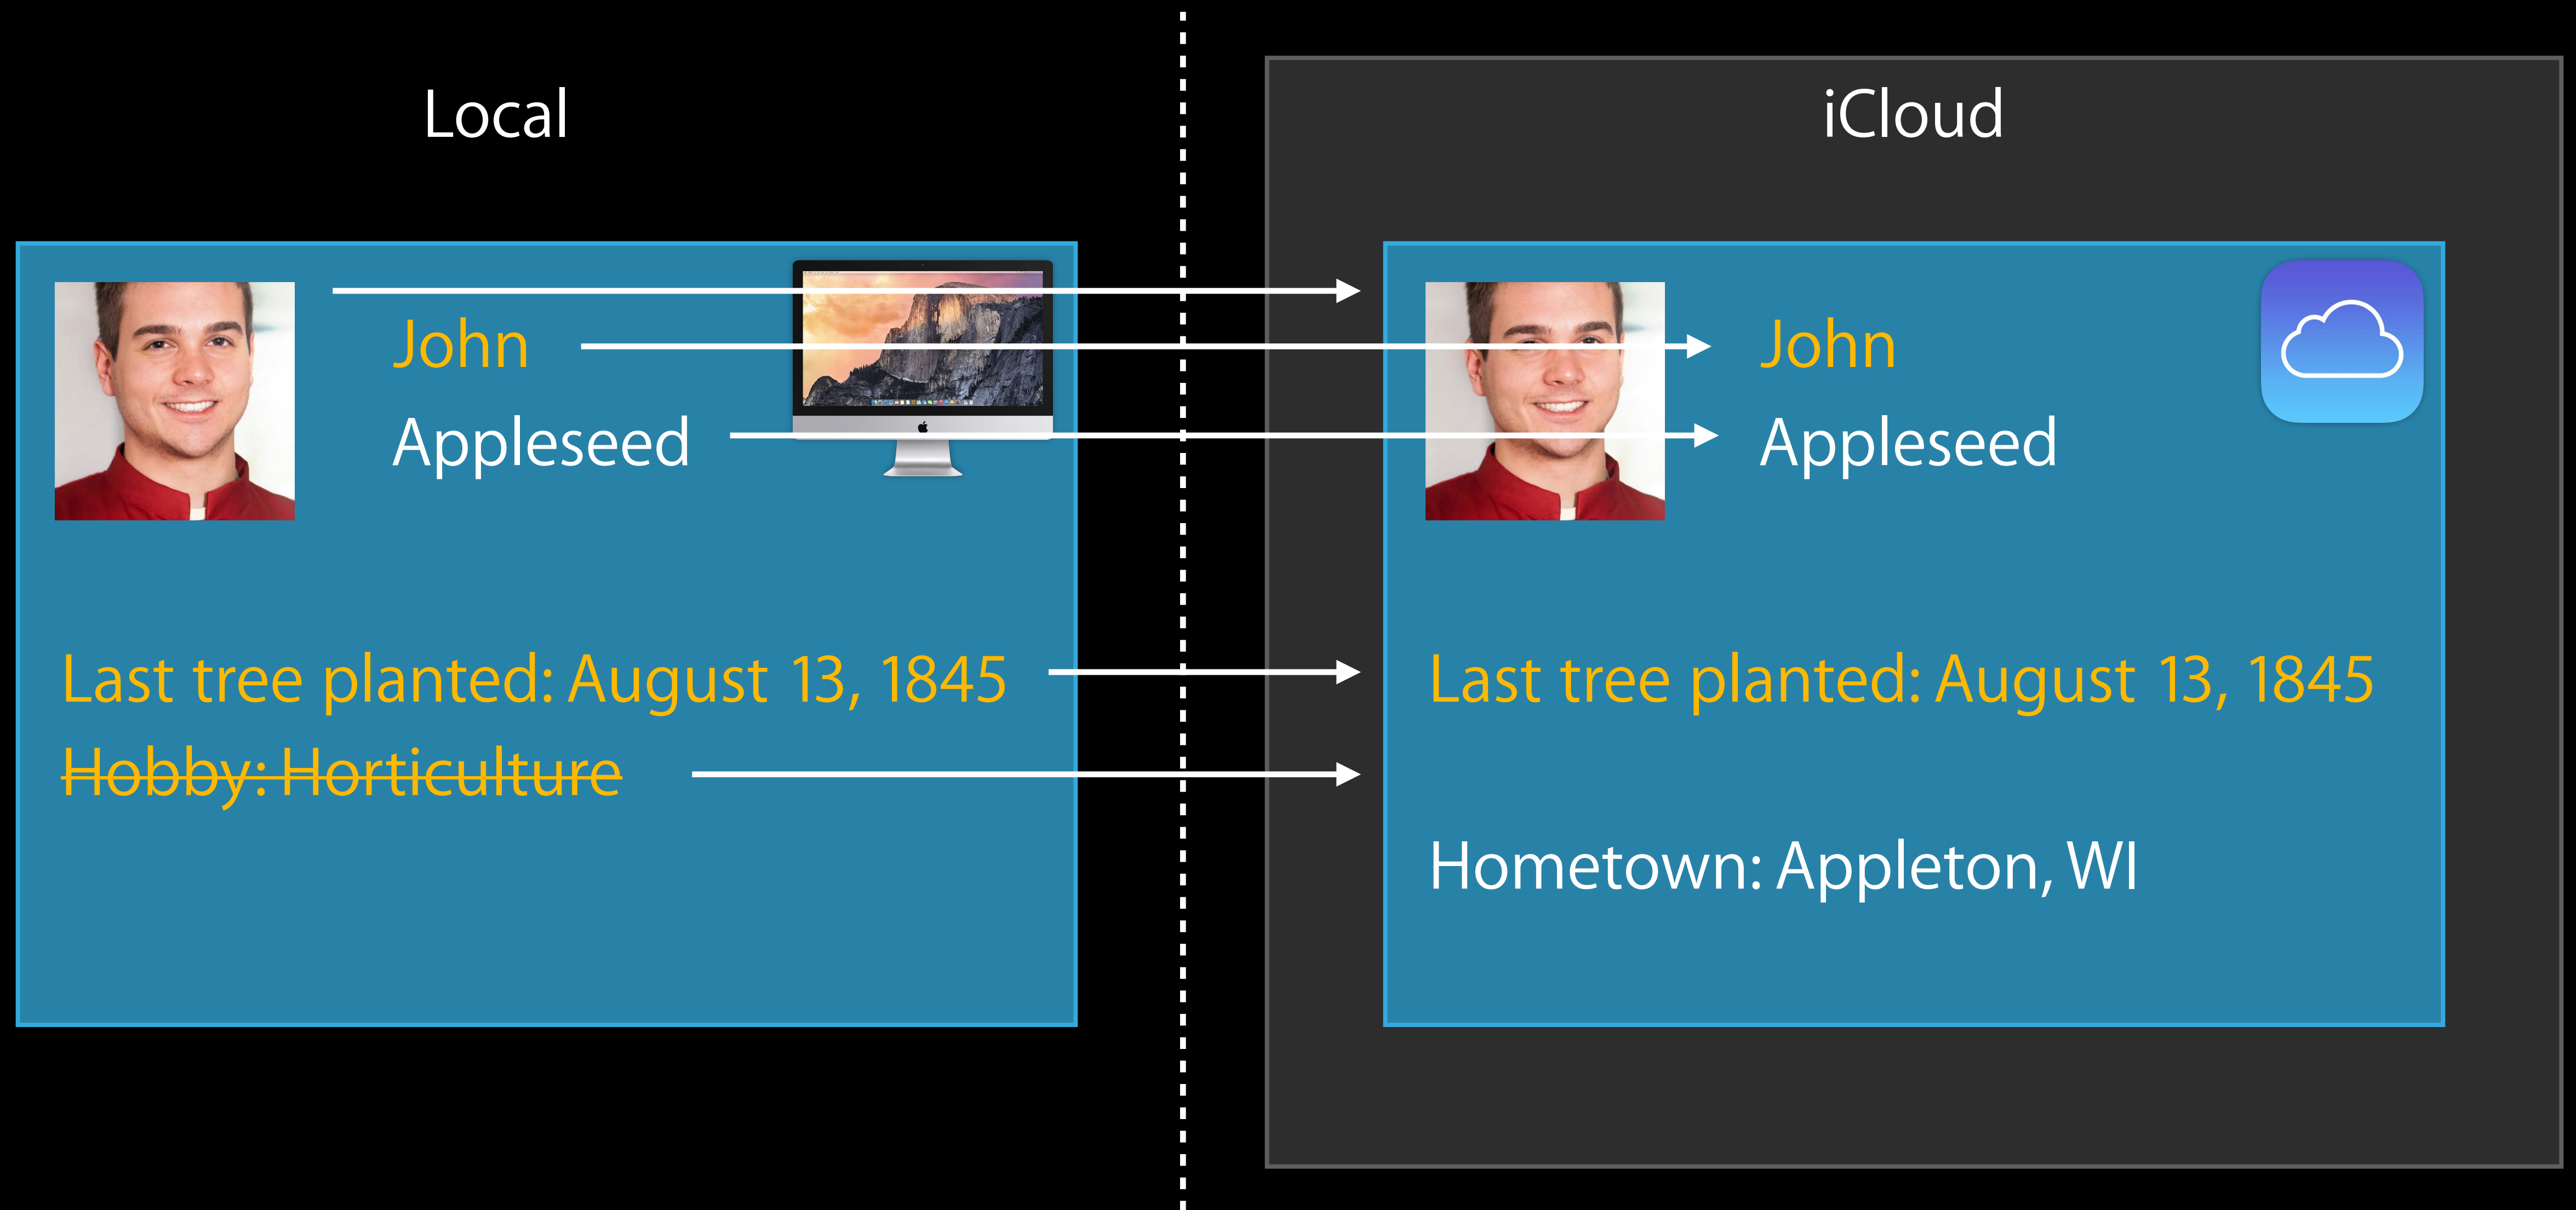 Local
iCloud
John
Appleseed
Last tree planted: August 13, 1845
Hobby: Horticulture
John
Appleseed
Last tree planted: August 13, 1845
Hometown: Appleton, WI